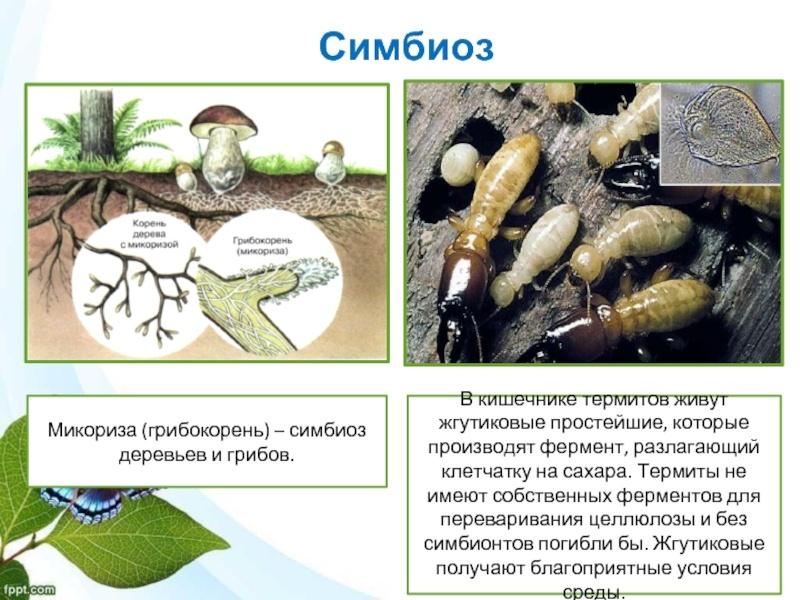 Симбиоз
Корень
дерева
с микоризой
Грибокорень
(микориза)
Микориза (грибокорень) – симбиоз
деревьев и грибов.
В кишечнике термитов живут
жгутиковые простейшие, которые
производят фермент, разлагающий
клетчатку на сахара. Термиты не
имеют собственных ферментов для
переваривания целлюлозы и без
симбионтов погибли бы. Жгутиковые
получают благоприятные условия
среды.
fppt.com